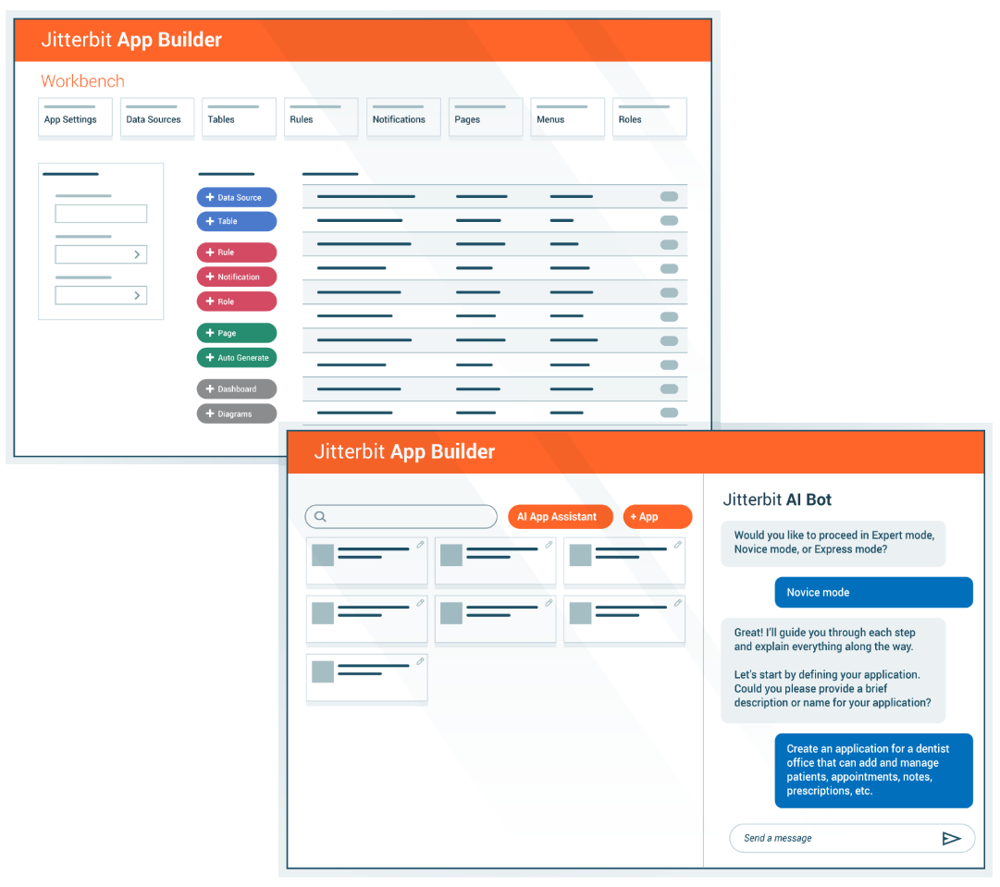 Jitterbit App Builder
Workbench
App Settings
Data Sources
Tables
Rules
Notifications
Pages
Menus
Roles
+ Data Source
+ Table
+ Rule
+ Notification
+ Role
+ Page
+ Auto Generate
+ Dashboard
+ Diagrams
Jitterbit App Builder
AI App Assistant
+ App
Jitterbit AI Bot
Would you like to proceed in Expert mode,
Novice mode, or Express mode?
Novice mode
Great! I'll guide you through each step
and explain everything along the way.
Let's start by defining your application.
Could you please provide a brief
description or name for your application?
Create an application for a dentist
office that can add and manage
patients, appointments, notes,
prescriptions, etc.
Send a message